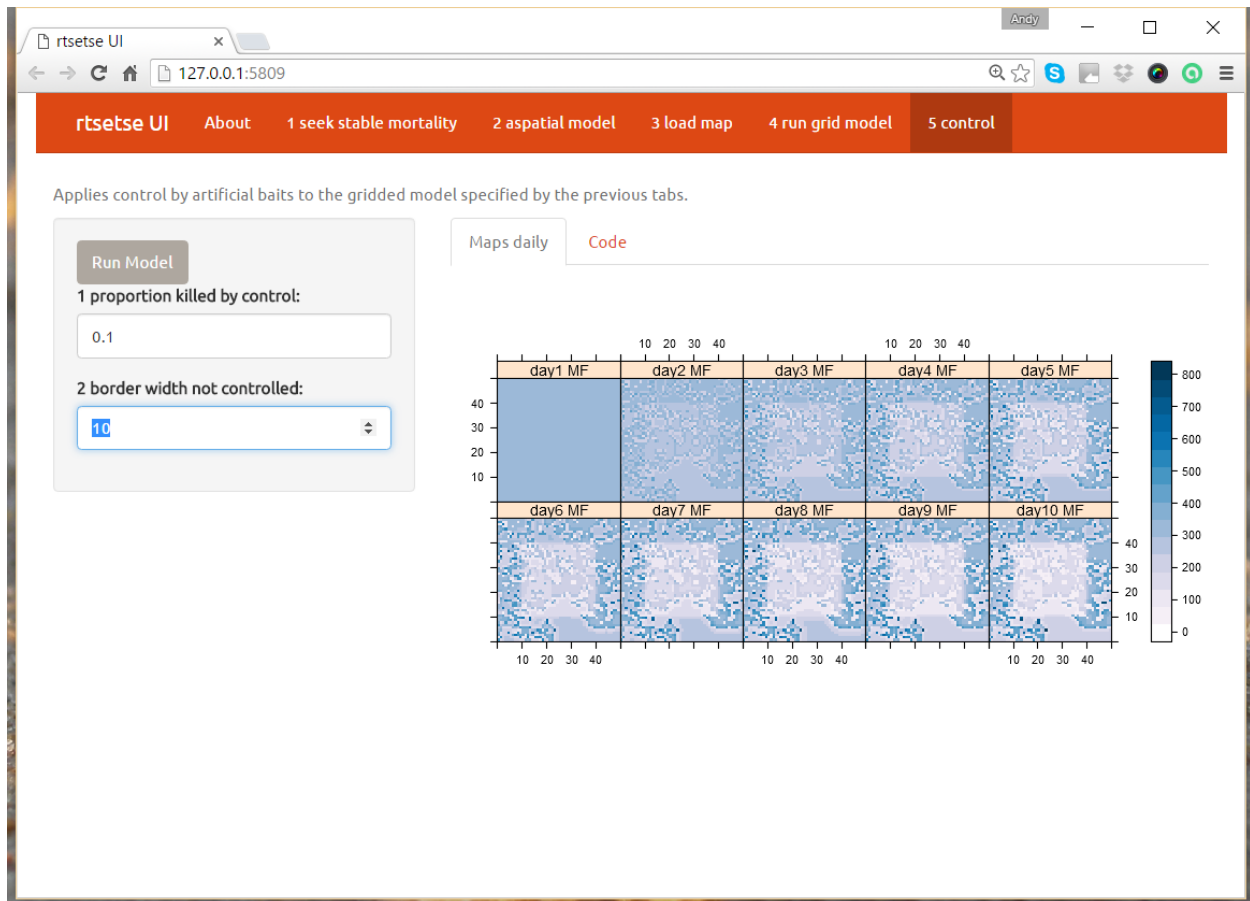 Andy
rtsetse UI
127.0.0.1:5809
rtsetse UI About 1 seek stable mortality 2 aspatial model 3 load map 4 run grid model 5 control
Applies control by artificial baits to the gridded model specified by the previous tabs.
Run Model
1 proportion killed by control:
0.1
2 border width not controlled:
10
Maps daily Code
10 20 30 40 10 20 30 40
day1 MF day2 MF day3 MF day4 MF day5 MF
40
30
20
10
day6 MF day7 MF day8 MF day9 MF day10 MF
40
30
20
10
10 20 30 40 10 20 30 40 10 20 30 40
800
700
600
500
400
300
200
100
0